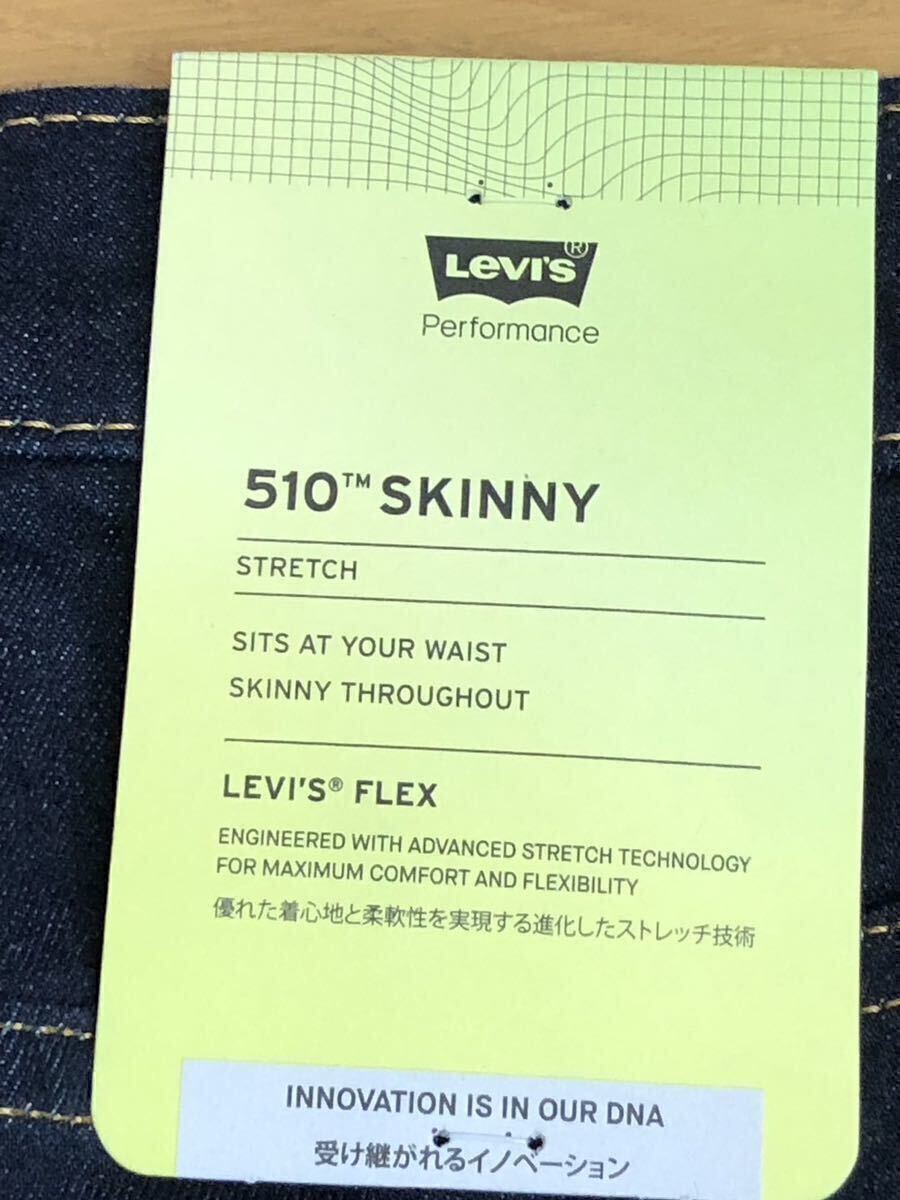 LEVI'S®
Performance
510™ SKINNY
STRETCH
SITS AT YOUR WAIST
SKINNY THROUGHOUT
LEVI'S® FLEX
ENGINEERED WITH ADVANCED STRETCH TECHNOLOGY
FOR MAXIMUM COMFORT AND FLEXIBILITY
優れた着心地と柔軟性を実現する進化したストレッチ技術
INNOVATION IS IN OUR DNA
受け継がれるイノベーション